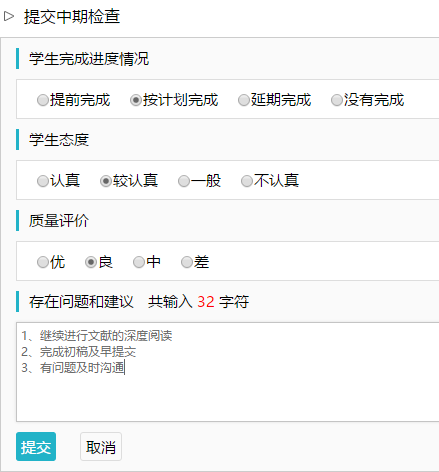 提交中期检查
学生完成进度情况
提前完成 按计划完成 延期完成 没有完成
学生态度
认真 较认真 一般 不认真
质量评价
优 良 中 差
存在问题和建议 共输入 32 字符
1、继续进行文献的深度阅读
2、完成初稿及早提交
3、有问题及时沟通
提交 取消